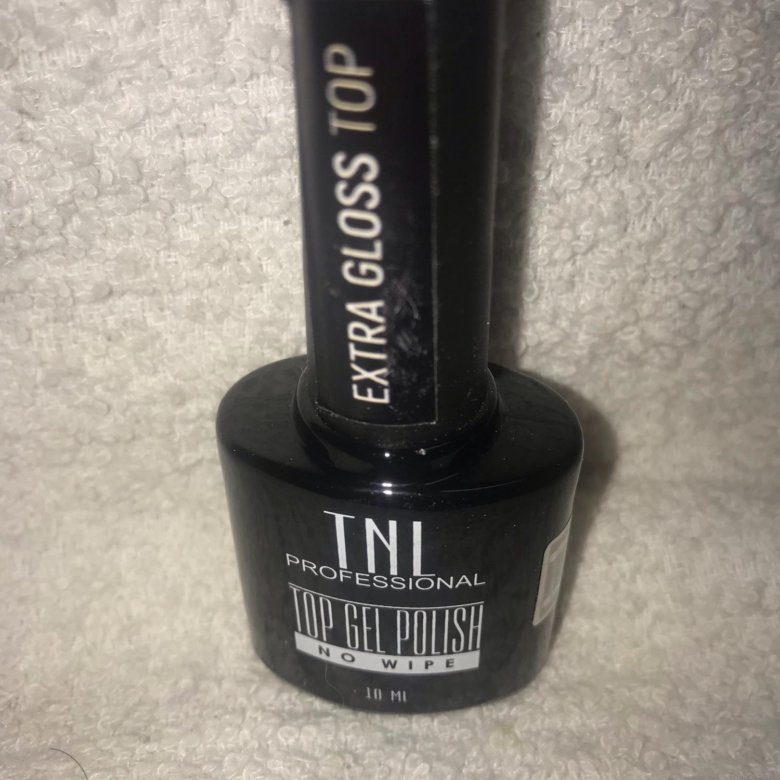 EXTRA GLOSS TOP
TNL
PROFESSIONAL
TOP GEL POLISH
NO WIPE
10 ML